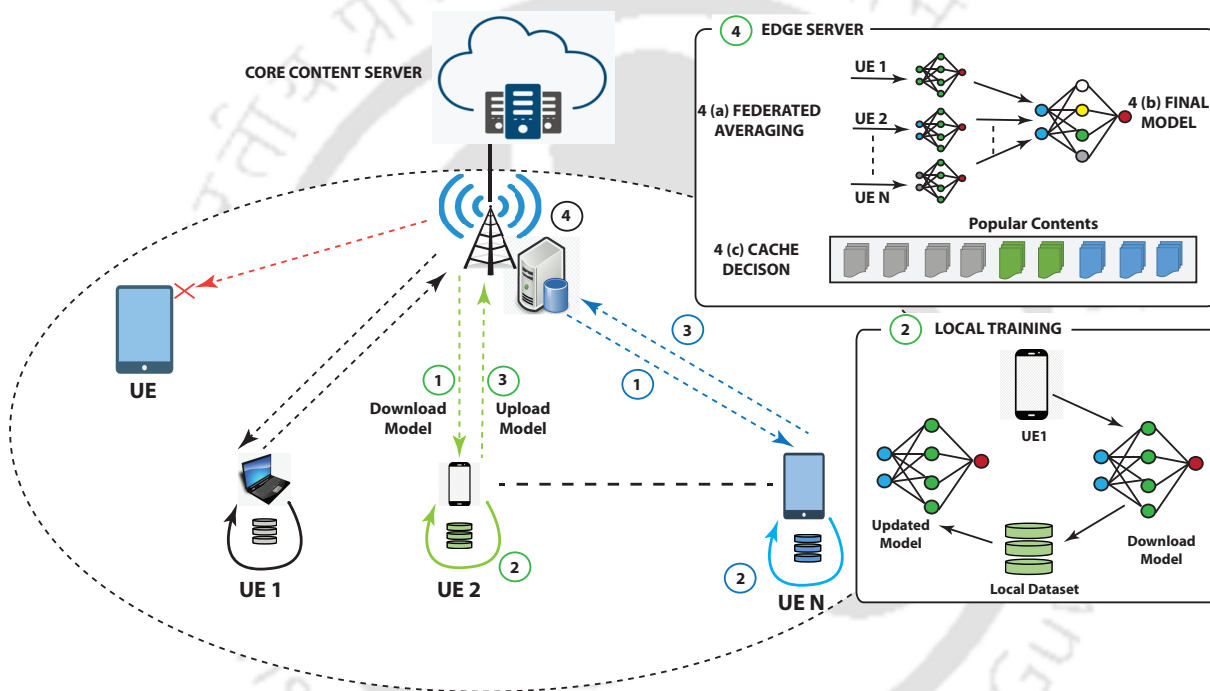 CORE CONTENT SERVER
4
UE
1
Download
Model
3
Upload
Model
3
1
UE 1
UE 2
2
UE N
2
4 EDGE SERVER
UE 1
4 (a) FEDERATED
AVERAGING
UE 2
UE N
4 (b) FINAL
MODEL
Popular Contents
4 (c) CACHE
DECISON
2 LOCAL TRAINING
UE1
Updated
Model
Download
Model
Local Dataset